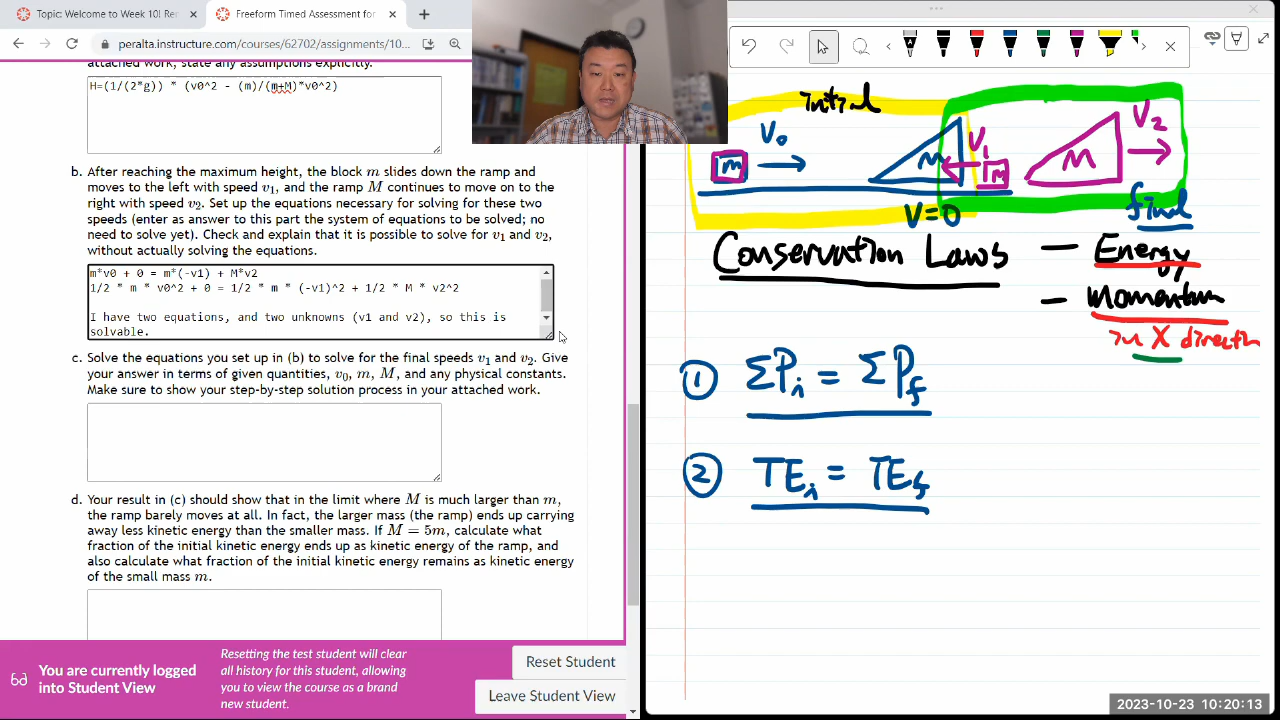 Topic: Welcome to Week 10! Re
Freeform Timed Assessment for
peralta.instructure.com/courses/62702/assignments/10...
attached work, state any assumptions explicitly.
H=(1/(2*g)) * (v0^2 - (m)/(m+M)*v0^2)
b. After reaching the maximum height, the block m slides down the ramp and
moves to the left with speed v₁, and the ramp M continues to move on to the
right with speed v₂. Set up the equations necessary for solving for these two
speeds (enter as answer to this part the system of equations to be solved; no
need to solve yet). Check and explain that it is possible to solve for v₁ and v₂,
without actually solving the equations.
m*v0 + 0 = m*(-v1) + M*v2
1/2 * m * v0^2 + 0 = 1/2 * m * (-v1)^2 + 1/2 * M * v2^2
I have two equations, and two unknowns (v1 and v2), so this is
solvable.
c. Solve the equations you set up in (b) to solve for the final speeds v₁ and v₂. Give
your answer in terms of given quantities, v₀, m, M, and any physical constants.
Make sure to show your step-by-step solution process in your attached work.
d. Your result in (c) should show that in the limit where M is much larger than m,
the ramp barely moves at all. In fact, the larger mass (the ramp) ends up carrying
away less kinetic energy than the smaller mass. If M = 5m, calculate what
fraction of the initial kinetic energy ends up as kinetic energy of the ramp, and
also calculate what fraction of the initial kinetic energy remains as kinetic energy
of the small mass m.
You are currently logged
into Student View
Resetting the test student will clear
all history for this student, allowing
you to view the course as a brand
new student.
Reset Student
Leave Student View
initial
V₀
m
M
V=0
V₁
m
M
V₂
final
Conservation Laws — Energy
— Momentum
in X direction
① ΣPi = ΣPf
② TEi = TEf
2023-10-23 10:20:13